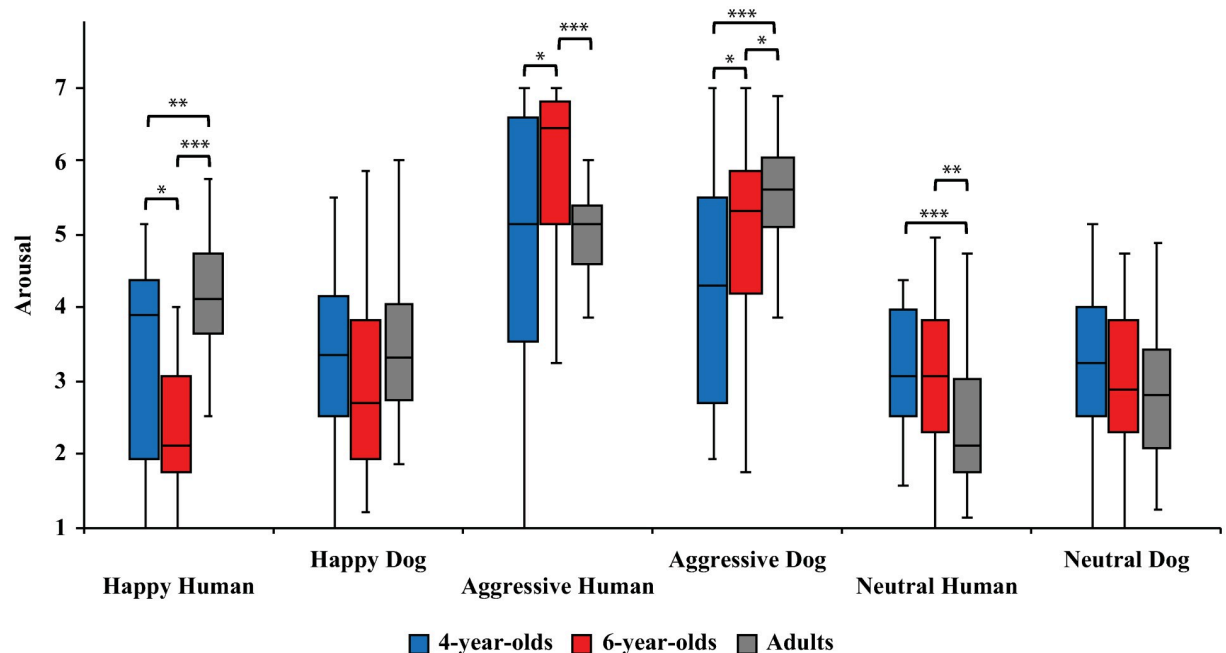 ***
***
*
*
*
***
**
***
**
*
***
7
6
5
4
3
2
1
Arousal
Happy Human
Happy Dog
Aggressive Human
Aggressive Dog
Neutral Human
Neutral Dog
4-year-olds 6-year-olds Adults